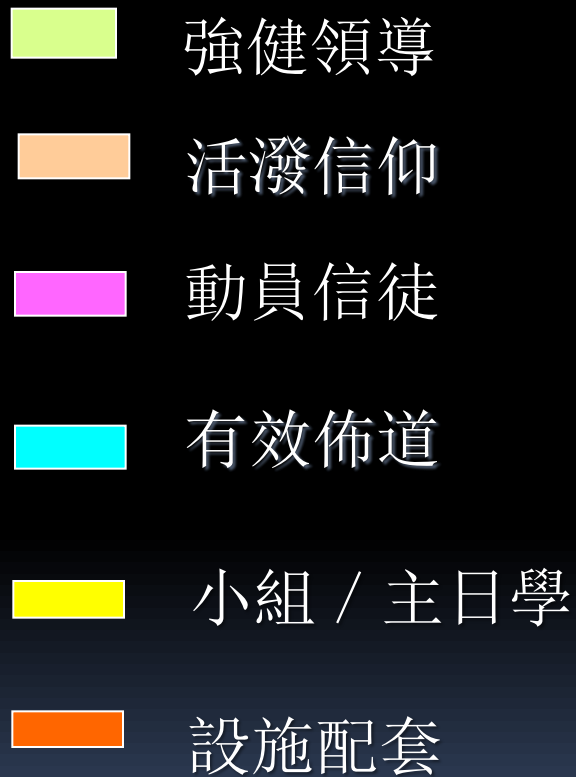 強健領導
活潑信仰
動員信徒
有效佈道
小組 / 主日學
設施配套